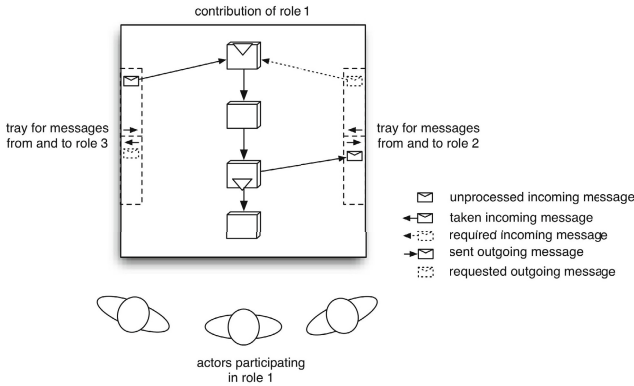 contribution of role 1
tray for messages
from and to role 3
tray for messages
from and to role 2
unprocessed incoming message
taken incoming message
required incoming message
sent outgoing message
requested outgoing message
actors participating
in role 1